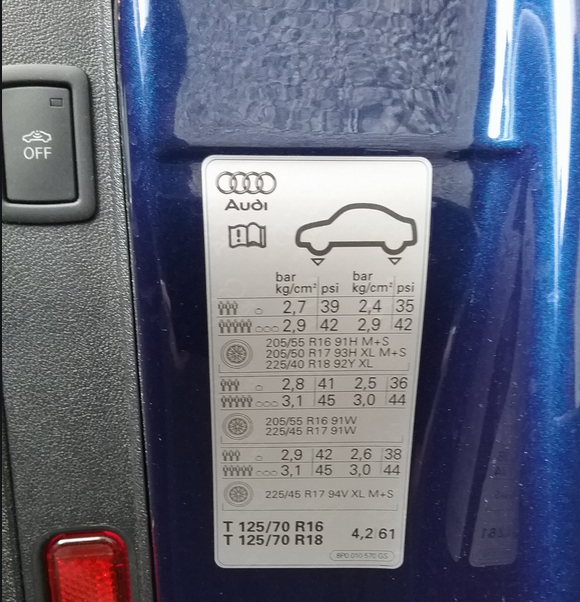 OFF
Audi
bar bar
kg/cm² psi kg/cm² psi
2,7 39 2,4 35
2,9 42 2,9 42
205/55 R16 91H M+S
205/50 R17 93H XL M+S
225/40 R18 92Y XL
2,8 41 2,5 36
3,1 45 3,0 44
205/55 R16 91W
225/45 R17 91W
2,9 42 2,6 38
3,1 45 3,0 44
225/45 R17 94V XL M+S
T 125/70 R16 4,2 61
T 125/70 R18
8P0 010 570 GS